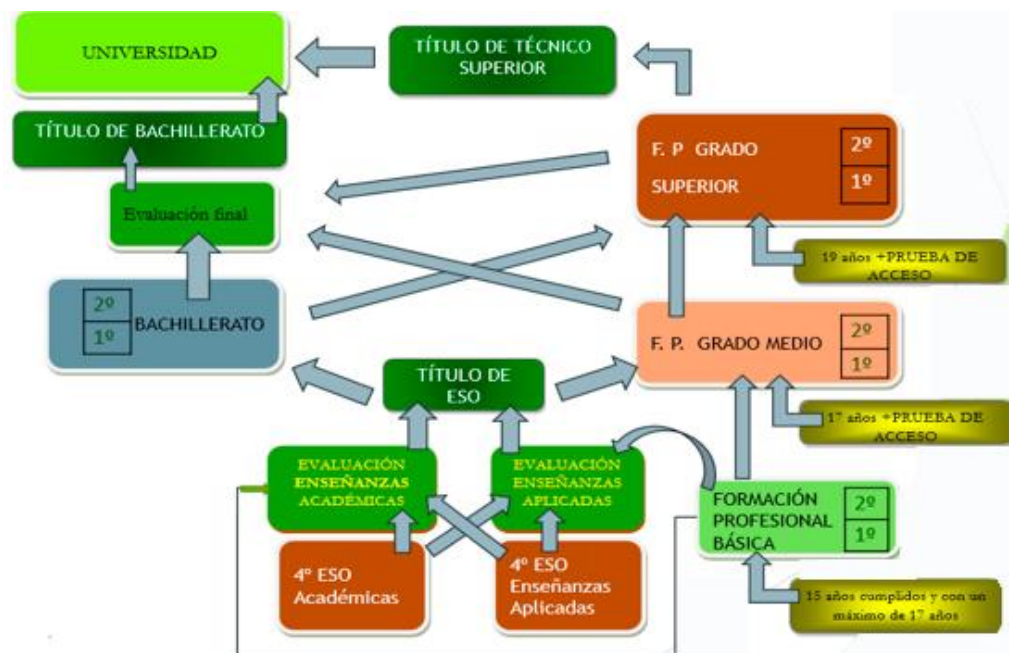 UNIVERSIDAD
TÍTULO DE TÉCNICO
SUPERIOR
TÍTULO DE BACHILLERATO
F. P GRADO
SUPERIOR
2º
1º
Evaluación final
19 años +PRUEBA DE
ACCESO
2º
1º
BACHILLERATO
F. P. GRADO MEDIO
2º
1º
TÍTULO DE
ESO
17 años +PRUEBA DE
ACCESO
EVALUACIÓN
ENSEÑANZAS
ACADÉMICAS
EVALUACIÓN
ENSEÑANZAS
APLICADAS
FORMACIÓN
PROFESIONAL
BÁSICA
2º
1º
4º ESO
Académicas
4º ESO
Enseñanzas
Aplicadas
15 años cumplidos y con un
máximo de 17 años